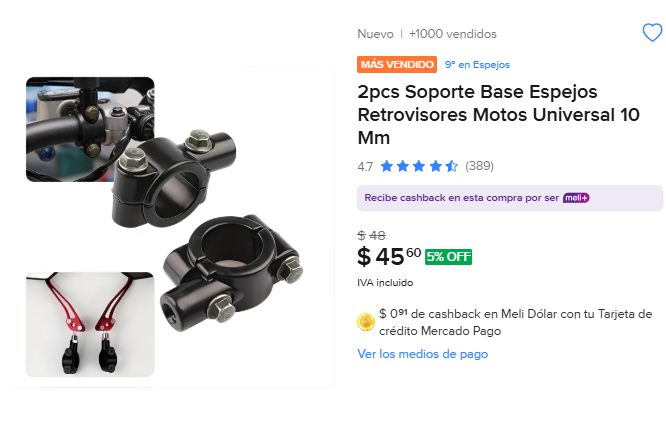 Nuevo | +1000 vendidos
MÁS VENDIDO 9º en Espejos
2pcs Soporte Base Espejos
Retrovisores Motos Universal 10
Mm
4.7 (389)
Recibe cashback en esta compra por ser meli+
$ 48
$ 45 60 5% OFF
IVA incluido
$ 0 91 de cashback en Meli Dólar con tu Tarjeta de
crédito Mercado Pago
Ver los medios de pago